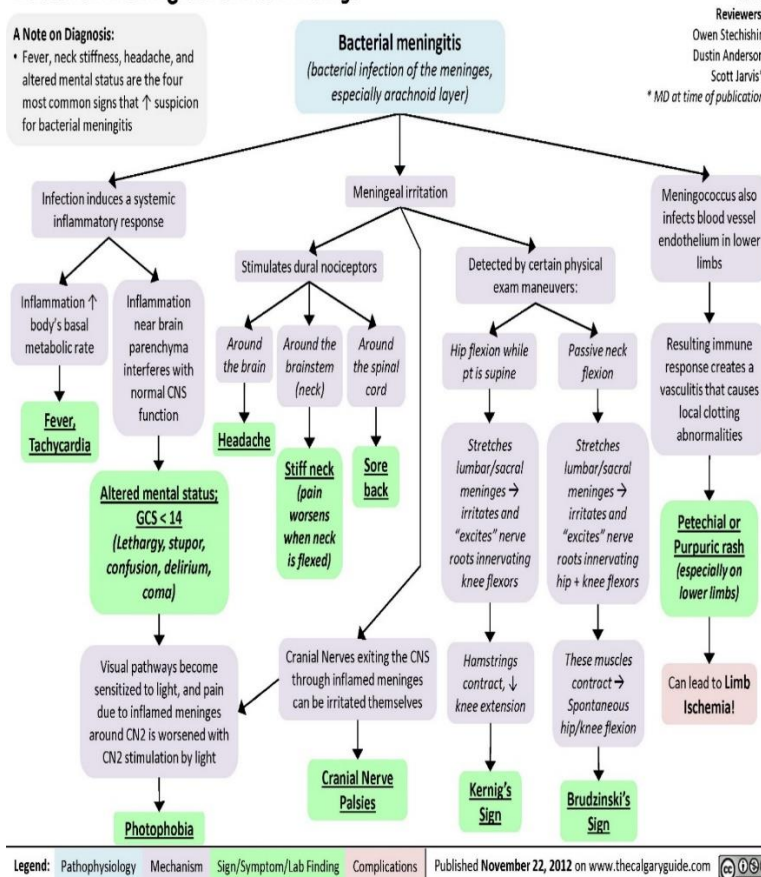 A Note on Diagnosis:
• Fever, neck stiffness, headache, and
altered mental status are the four
most common signs that ↑ suspicion
for bacterial meningitis
Bacterial meningitis
(bacterial infection of the meninges,
especially arachnoid layer)
Reviewers
Owen Stechishin
Dustin Anderson
Scott Jarvis*
* MD at time of publication
Infection induces a systemic
inflammatory response
Meningeal irritation
Meningococcus also
infects blood vessel
endothelium in lower
limbs
Inflammation ↑
body's basal
metabolic rate
Inflammation
near brain
parenchyma
interferes with
normal CNS
function
Stimulates dural nociceptors
Detected by certain physical
exam maneuvers:
Around
the brain
Around the
brainstem
(neck)
Around
the spinal
cord
Hip flexion while
pt is supine
Passive neck
flexion
Resulting immune
response creates a
vasculitis that causes
local clotting
abnormalities
Fever,
Tachycardia
Headache
Stiff neck
(pain
worsens
when neck
is flexed)
Sore
back
Stretches
lumbar/sacral
meninges →
irritates and
"excites" nerve
roots innervating
knee flexors
Stretches
lumbar/sacral
meninges →
irritates and
"excites" nerve
roots innervating
hip + knee flexors
Altered mental status;
GCS < 14
(Lethargy, stupor,
confusion, delirium,
coma)
Petechial or
Purpuric rash
(especially on
lower limbs)
Visual pathways become
sensitized to light, and pain
due to inflamed meninges
around CN2 is worsened with
CN2 stimulation by light
Cranial Nerves exiting the CNS
through inflamed meninges
can be irritated themselves
Hamstrings
contract, ↓
knee extension
These muscles
contract →
Spontaneous
hip/knee flexion
Can lead to Limb
Ischemia!
Photophobia
Cranial Nerve
Palsies
Kernig's
Sign
Brudzinski's
Sign
Legend: Pathophysiology Mechanism Sign/Symptom/Lab Finding Complications Published November 22, 2012 on www.thecalgaryguide.com